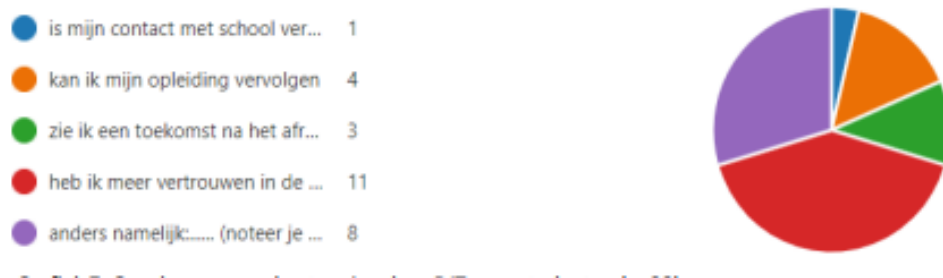 is mijn contact met school ver... 1
kan ik mijn opleiding vervolgen 4
zie ik een toekomst na het afr... 3
heb ik meer vertrouwen in de ... 11
anders namelijk:...... (noteer je ... 8